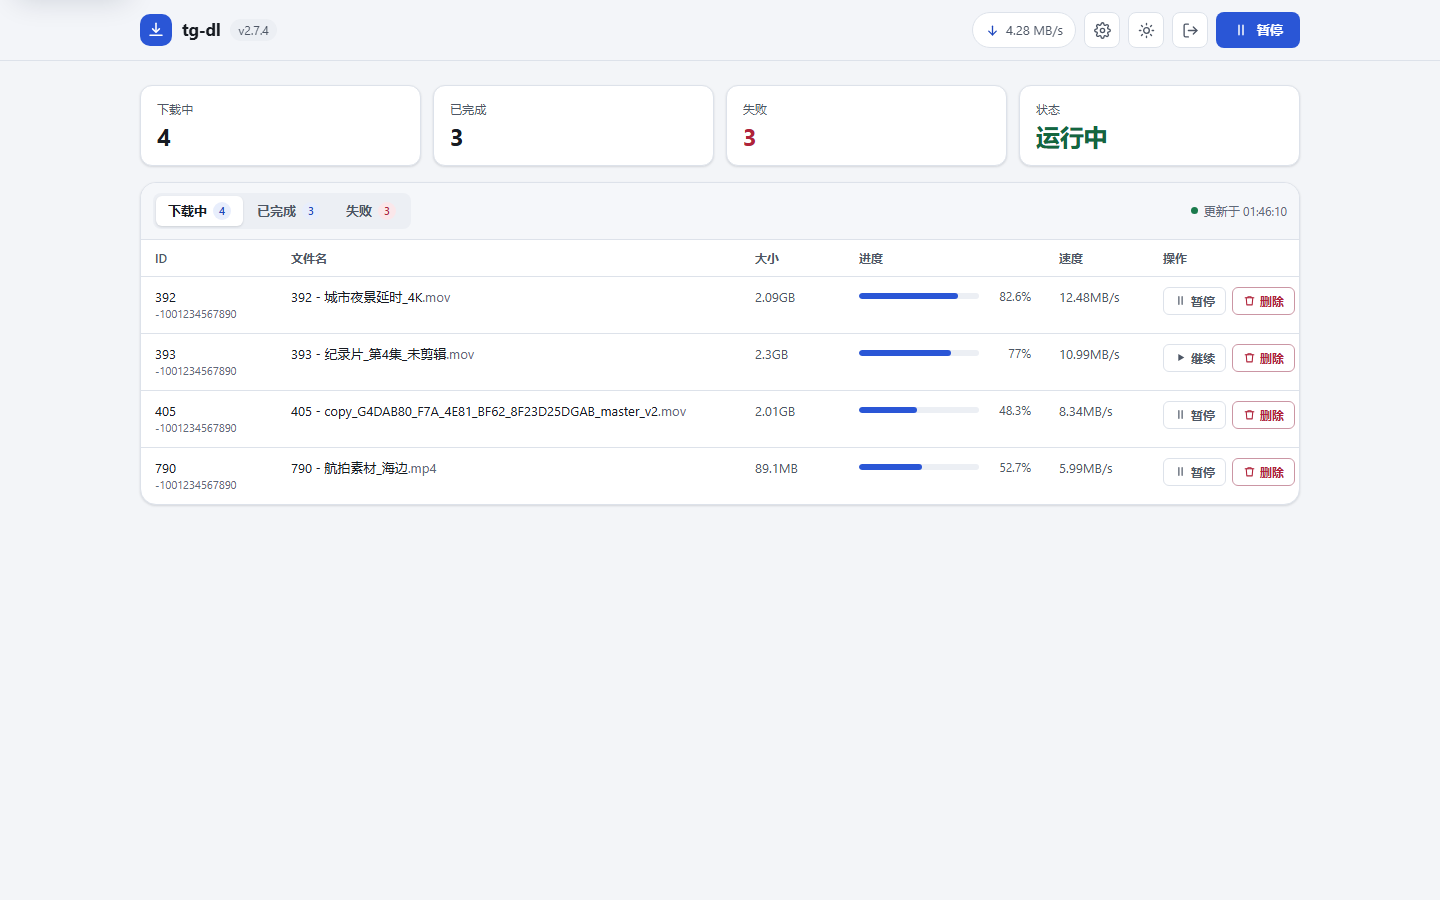 tg-dl v2.7.4 4.28 MB/s 暂停
下载中 已完成 失败 状态
4 3 3 运行中
下载中 4 已完成 3 失败 3 更新于 01:46:10
ID 文件名 大小 进度 速度 操作
392 392 - 城市夜景延时_4K.mov 2.09GB 82.6% 12.48MB/s 暂停 删除
-1001234567890
393 393 - 纪录片_第4集_未剪辑.mov 2.3GB 77% 10.99MB/s 继续 删除
-1001234567890
405 405 - copy_G4DAB80_F7A_4E81_BF62_8F23D25DGAB_master_v2.mov 2.01GB 48.3% 8.34MB/s 暂停 删除
-1001234567890
790 790 - 航拍素材_海边.mp4 89.1MB 52.7% 5.99MB/s 暂停 删除
-1001234567890